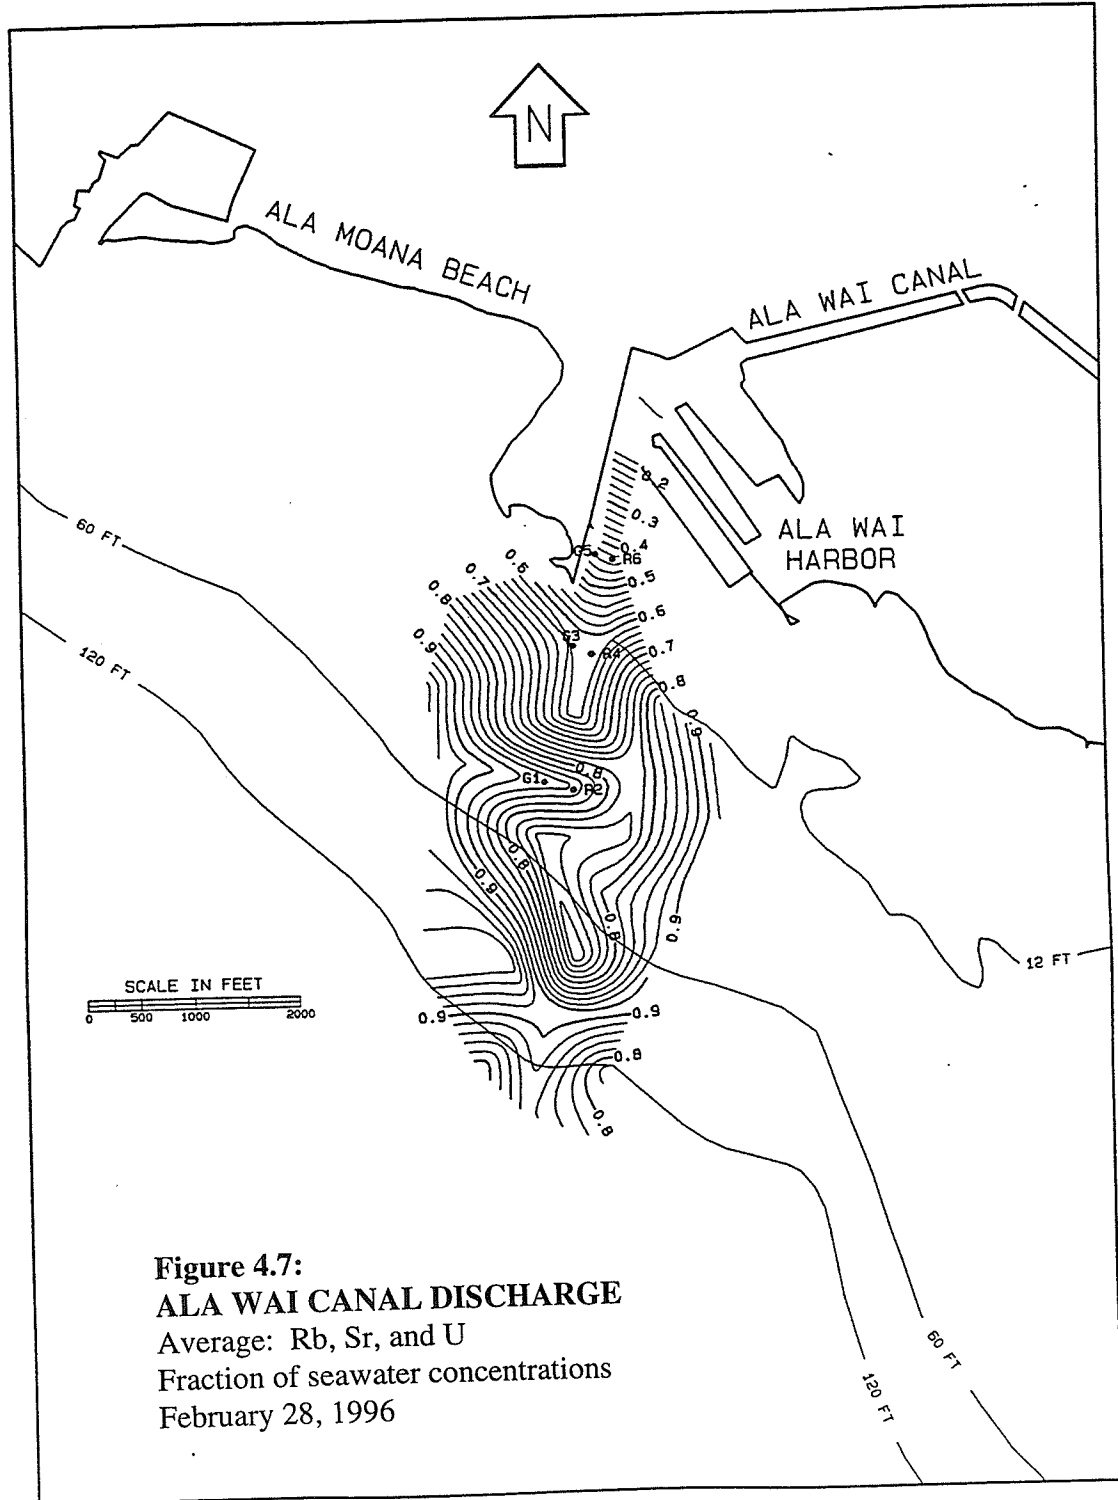 N
ALA MOANA BEACH
ALA WAI CANAL
0.2
0.3
0.4
G5
R6
0.5
ALA WAI
HARBOR
60 FT
0.6
0.7
0.8
0.9
0.6
G3
R4
0.7
120 FT
0.8
0.9
0.8
G1
R2
0.8
0.9
0.8
0.9
12 FT
SCALE IN FEET
0 500 1000 2000
0.9
0.9
0.8
0.8
Figure 4.7:
ALA WAI CANAL DISCHARGE
Average: Rb, Sr, and U
Fraction of seawater concentrations
February 28, 1996
60 FT
120 FT